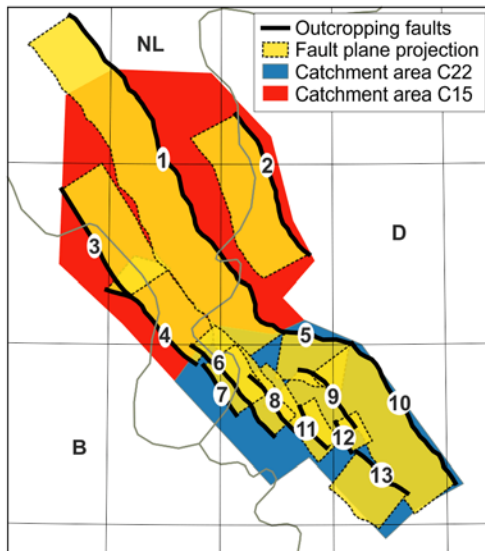 NL
Outcropping faults
Fault plane projection
Catchment area C22
Catchment area C15
1
2
D
3
5
4
6
7
8
9
10
11
12
B
13